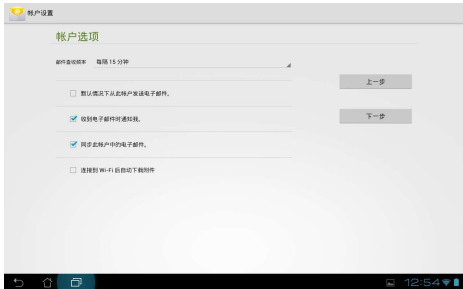 帐户设置
帐户选项
邮件查收频率 每隔 15 分钟
上一步
默认情况下从此帐户发送电子邮件。
收到电子邮件时通知我。
下一步
同步此帐户中的电子邮件。
连接到 Wi-Fi 后自动下载附件
12:54